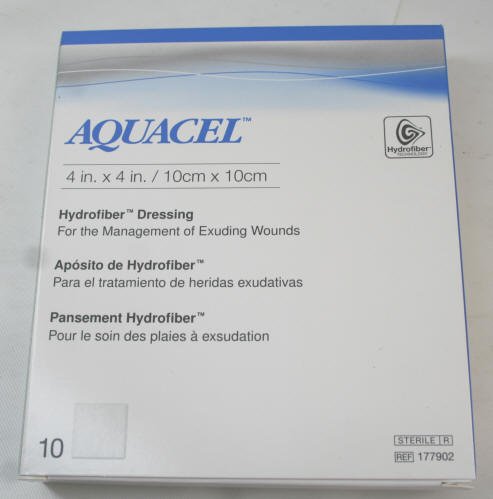 AQUACEL™
Hydrofiber™
TECHNOLOGY
4 in. x 4 in. / 10cm x 10cm
Hydrofiber™ Dressing
For the Management of Exuding Wounds
Apósito de Hydrofiber™
Para el tratamiento de heridas exudativas
Pansement Hydrofiber™
Pour le soin des plaies à exsudation
10
STERILE R
REF 177902